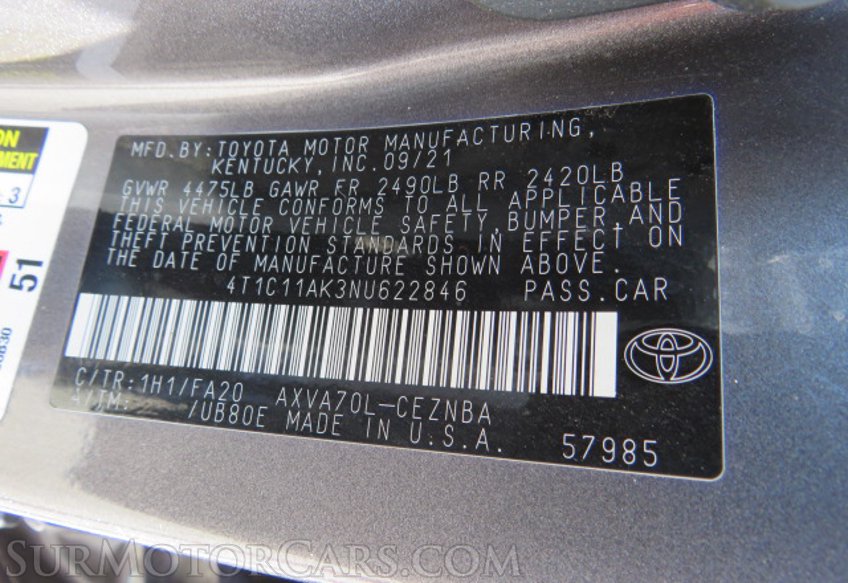 MFD.BY:TOYOTA MOTOR MANUFACTURING,
KENTUCKY,INC.09/21
GVWR 4475LB GAWR FR 2490LB RR 2420LB
THIS VEHICLE CONFORMS TO ALL APPLICABLE
FEDERAL MOTOR VEHICLE SAFETY,BUMPER,AND
THEFT PREVENTION STANDARDS IN EFFECT ON
THE DATE OF MANUFACTURE SHOWN ABOVE.
4T1C11AK3NU622846 PASS.CAR
C/TR:1H1/FA20 AXVA70L-CEZNBA
A/TM: /UB80E MADE IN U.S.A.
57985
51
SurMotorCars.com